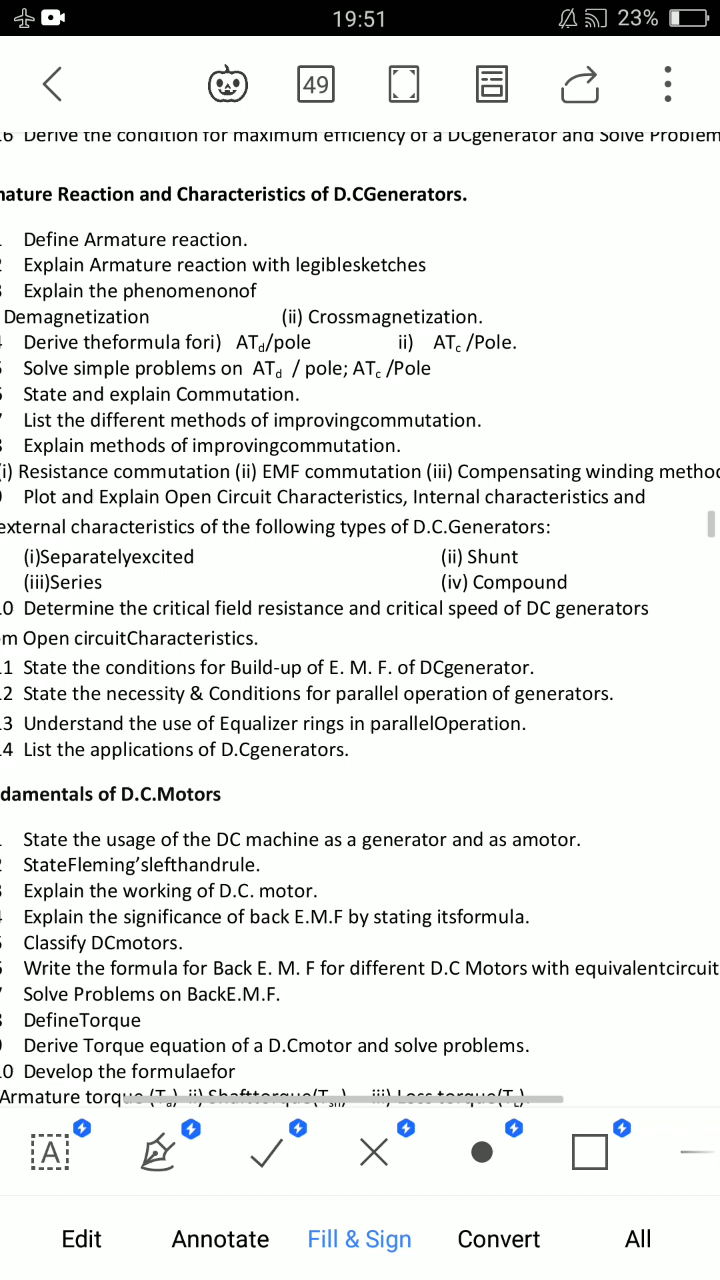 19:51
23%
49
6 Derive the condition for maximum efficiency of a DCgenerator and Solve Problem
nature Reaction and Characteristics of D.CGenerators.
Define Armature reaction.
Explain Armature reaction with legiblesketches
Explain the phenomenonof
Demagnetization (ii) Crossmagnetization.
Derive theformula fori) ATd/pole ii) ATc /Pole.
Solve simple problems on ATd / pole; ATc /Pole
State and explain Commutation.
List the different methods of improvingcommutation.
Explain methods of improvingcommutation.
(i) Resistance commutation (ii) EMF commutation (iii) Compensating winding method
Plot and Explain Open Circuit Characteristics, Internal characteristics and
external characteristics of the following types of D.C.Generators:
(i)Separatelyexcited (ii) Shunt
(iii)Series (iv) Compound
.0 Determine the critical field resistance and critical speed of DC generators
m Open circuitCharacteristics.
.1 State the conditions for Build-up of E. M. F. of DCgenerator.
.2 State the necessity & Conditions for parallel operation of generators.
.3 Understand the use of Equalizer rings in parallelOperation.
.4 List the applications of D.Cgenerators.
damentals of D.C.Motors
State the usage of the DC machine as a generator and as amotor.
StateFleming'slefthandrule.
Explain the working of D.C. motor.
Explain the significance of back E.M.F by stating itsformula.
Classify DCmotors.
Write the formula for Back E. M. F for different D.C Motors with equivalentcircuit
Solve Problems on BackE.M.F.
DefineTorque
Derive Torque equation of a D.Cmotor and solve problems.
.0 Develop the formulaefor
Armature torque (Ta) ii) Shafttorque(Tsh) iii) Loss torque(TL).
A
Edit Annotate Fill & Sign Convert All